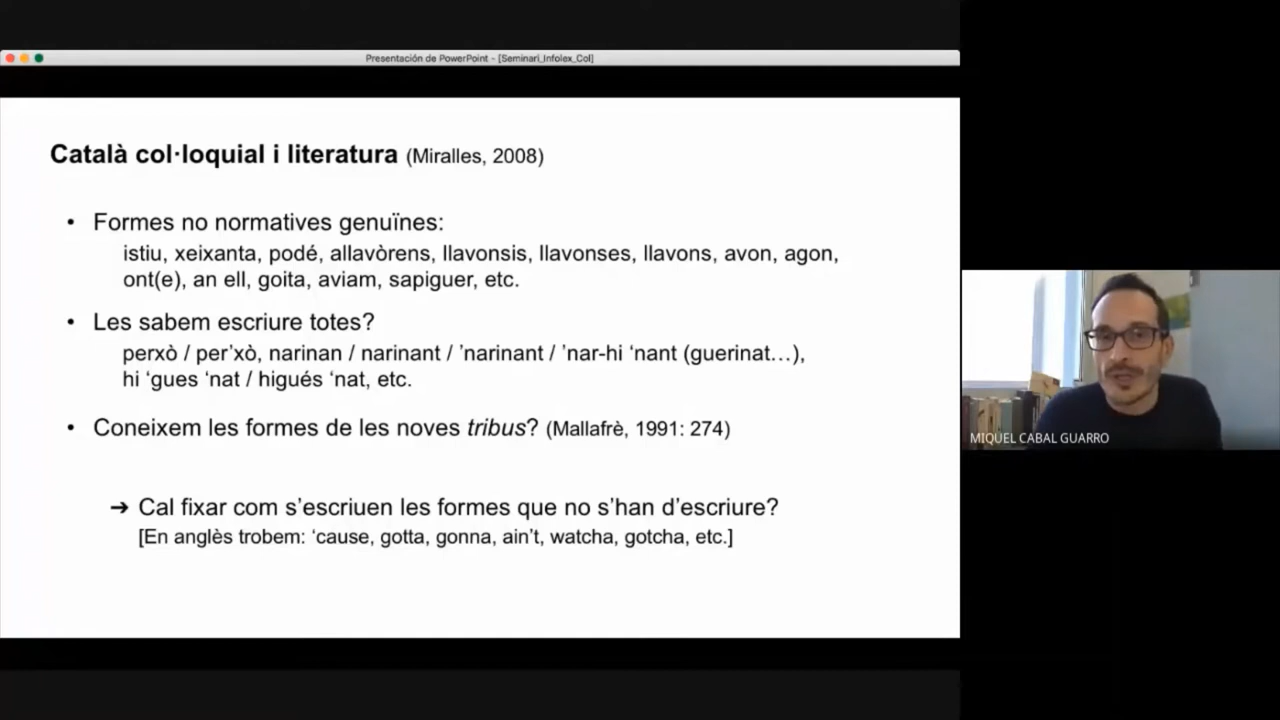 Presentación de PowerPoint - [Seminari_Infolex_Col]
Català col·loquial i literatura (Miralles, 2008)
• Formes no normatives genuïnes:
istiu, xeixanta, podé, allavòrens, llavonsis, llavonses, llavons, avon, agon,
ont(e), an ell, goita, aviam, sapiguer, etc.
• Les sabem escriure totes?
perxò / per’xò, narinan / narinant / ’narinant / ’nar-hi ‘nant (guerinat…),
hi ‘gues ‘nat / higués ‘nat, etc.
• Coneixem les formes de les noves tribus? (Mallafrè, 1991: 274)
➔ Cal fixar com s’escriuen les formes que no s’han d’escriure?
[En anglès trobem: ‘cause, gotta, gonna, ain’t, watcha, gotcha, etc.]
MIQUEL CABAL GUARRO